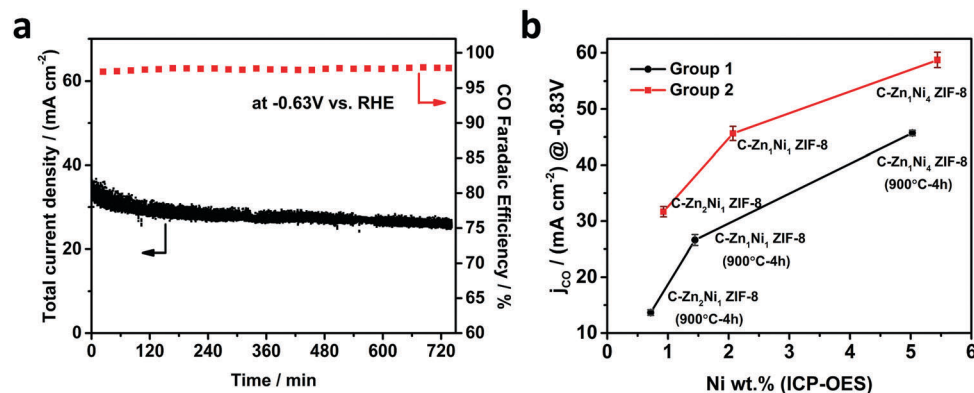 a
Total current density / (mA cm⁻²)
60
40
20
0
at -0.63V vs. RHE
100
95
90
85
80
75
70
65
60
CO Faradaic Efficiency / %
0 120 240 360 480 600 720
Time / min
b
j_CO / (mA cm⁻²) @ -0.83V
60
50
40
30
20
10
Group 1
Group 2
C-Zn₁Ni₄ ZIF-8
C-Zn₁Ni₁ ZIF-8
C-Zn₁Ni₄ ZIF-8
(900°C-4h)
C-Zn₂Ni₁ ZIF-8
C-Zn₁Ni₁ ZIF-8
(900°C-4h)
C-Zn₂Ni₁ ZIF-8
(900°C-4h)
0 1 2 3 4 5 6
Ni wt.% (ICP-OES)